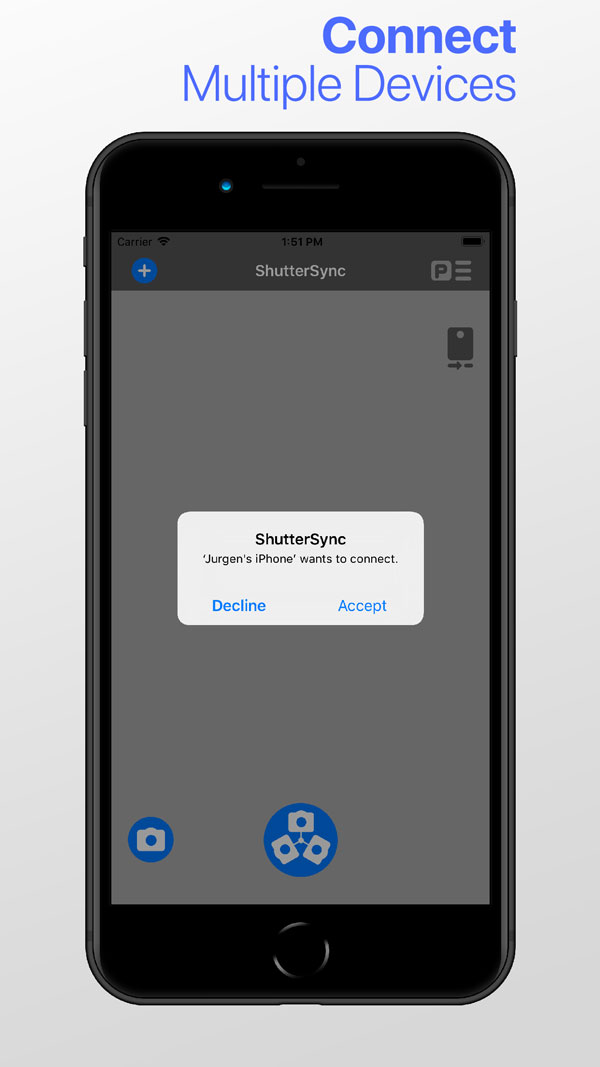 Connect
Multiple Devices
Carrier 1:51 PM
ShutterSync
P
ShutterSync
‘Jurgen's iPhone’ wants to connect.
Decline Accept